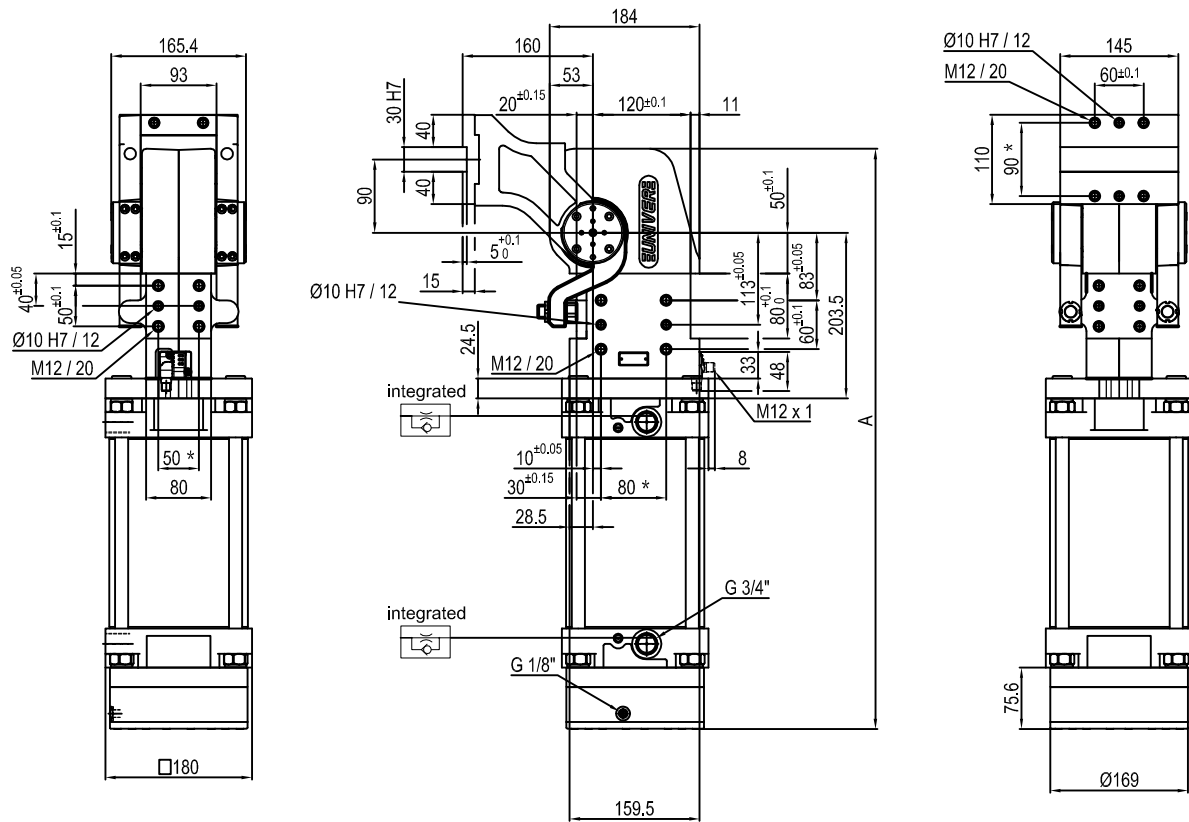 165.4
93
15±0.1
40±0.05
50±0.1
Ø10 H7 / 12
M12 / 20
50 *
80
□180
184
160
53
20±0.15
120±0.1
11
30 H7
40
90
40
5 +0.1 0
15
UNIVER
50±0.1
83±0.05
113±0.05
80 +0.1 0
203.5
60±0.1
Ø10 H7 / 12
24.5
M12 / 20
33
48
M12 x 1
A
integrated
10±0.05
30±0.15
80 *
8
28.5
integrated
G 3/4"
G 1/8"
159.5
Ø10 H7 / 12
M12 / 20
145
60±0.1
110
90 *
75.6
Ø169